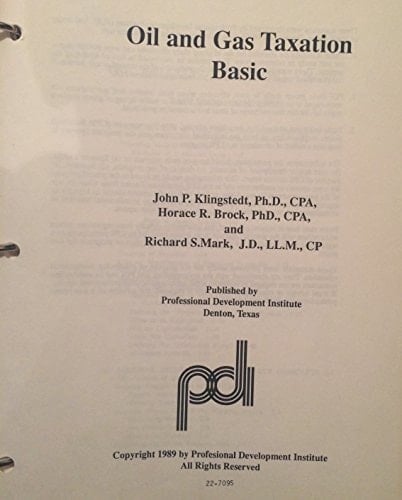 Oil and Gas Taxation
Basic
John P. Klingstedt, Ph.D., CPA,
Horace R. Brock, PhD., CPA,
and
Richard S.Mark, J.D., LL.M., CP
Published by
Professional Development Institute
Denton, Texas
pdi
Copyright 1989 by Profesional Development Institute
All Rights Reserved
22-7095